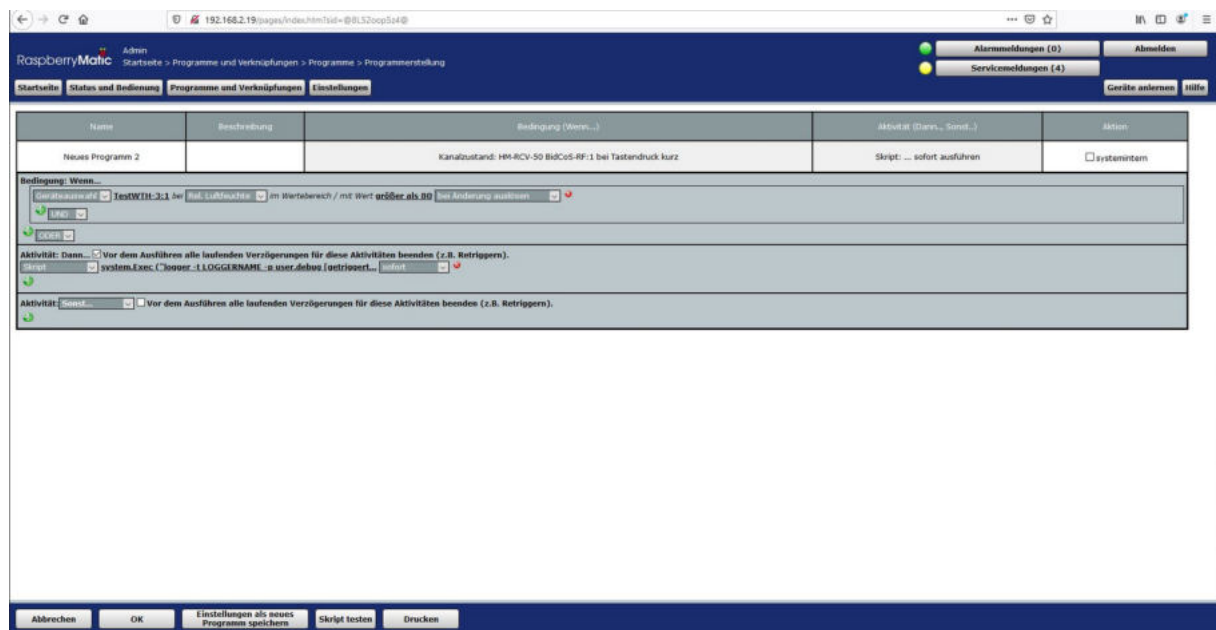 192.168.2.19/pages/index.htm?sid=
RaspberryMatic
Admin
Startseite > Programme und Verknüpfungen > Programme > Programmerstellung
Alarmmeldungen (0)
Abmelden
Servicemeldungen (4)
Startseite Status und Bedienung Programme und Verknüpfungen Einstellungen
Geräte anlernen Hilfe
Name Beschreibung Bedingung (Wenn...) Aktivität (Dann.., Sonst..) Aktion
Neues Programm 2 Kanalzustand: HM-RCV-50 BidCoS-RF:1 bei Tastendruck kurz Skript: ... sofort ausführen systemintern
Bedingung: Wenn...
Geräteauswahl TestWTH-3:1 bei Rel. Luftfeuchte im Wertebereich / mit Wert größer als 80 bei Änderung auslösen
UND
ODER
Aktivität: Dann... Vor dem Ausführen alle laufenden Verzögerungen für diese Aktivitäten beenden (z.B. Retriggern).
Skript system.Exec ("logger -t LOGGERNAME -p user.debug [getriggert... sofort
Aktivität: Sonst... Vor dem Ausführen alle laufenden Verzögerungen für diese Aktivitäten beenden (z.B. Retriggern).
Abbrechen
OK
Einstellungen als neues
Programm speichern
Skript testen
Drucken